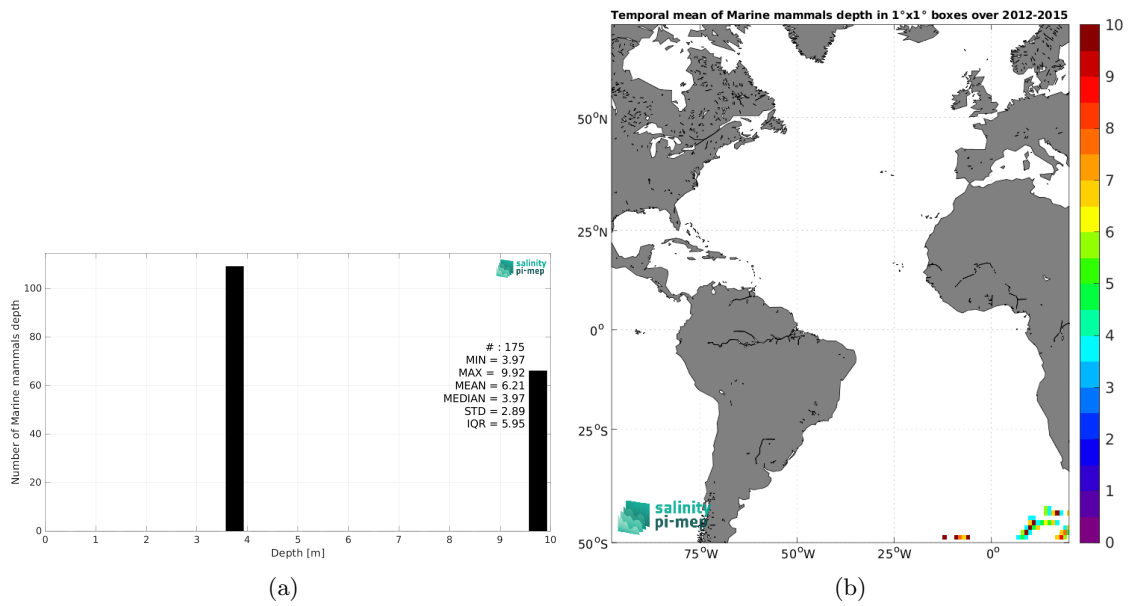 salinity
pi-mep
# : 175
MIN = 3.97
MAX = 9.92
MEAN = 6.21
MEDIAN = 3.97
STD = 2.89
IQR = 5.95
Number of Marine mammals depth
100
80
60
40
20
0
0 1 2 3 4 5 6 7 8 9 10
Depth [m]
(a)
Temporal mean of Marine mammals depth in 1°x1° boxes over 2012-2015
50°N
25°N
0°
25°S
50°S
75°W 50°W 25°W 0°
salinity
pi-mep
10
9
8
7
6
5
4
3
2
1
0
(b)